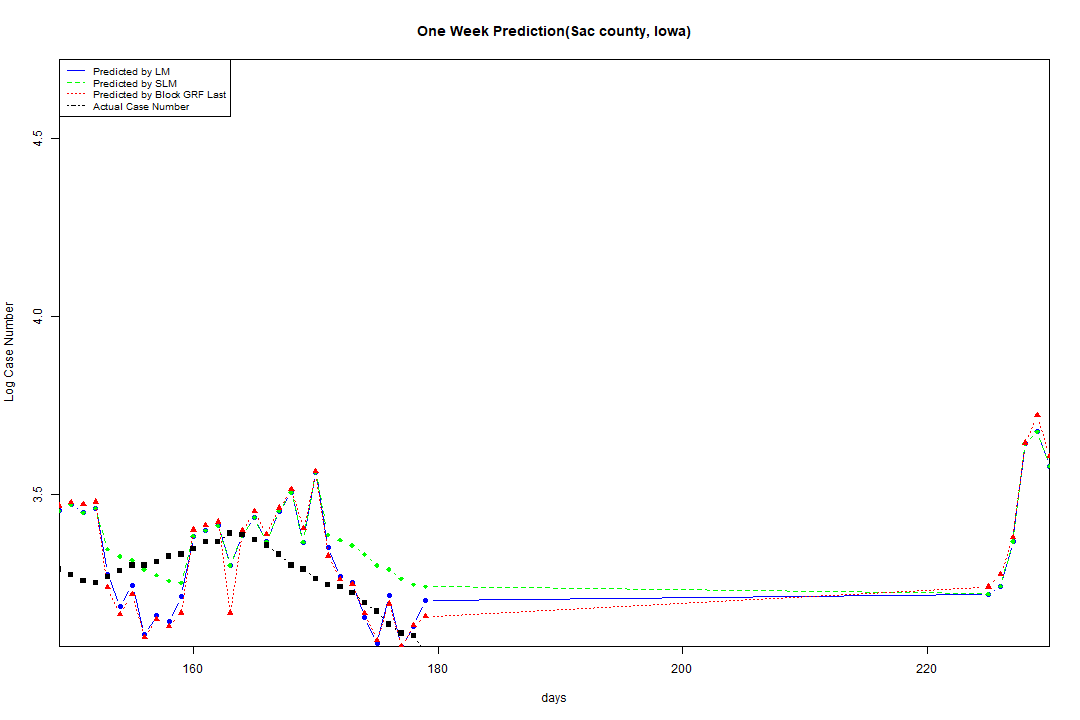 One Week Prediction(Sac county, Iowa)
Predicted by LM
Predicted by SLM
Predicted by Block GRF Last
Actual Case Number
4.5
4.0
3.5
Log Case Number
160
180
200
220
days